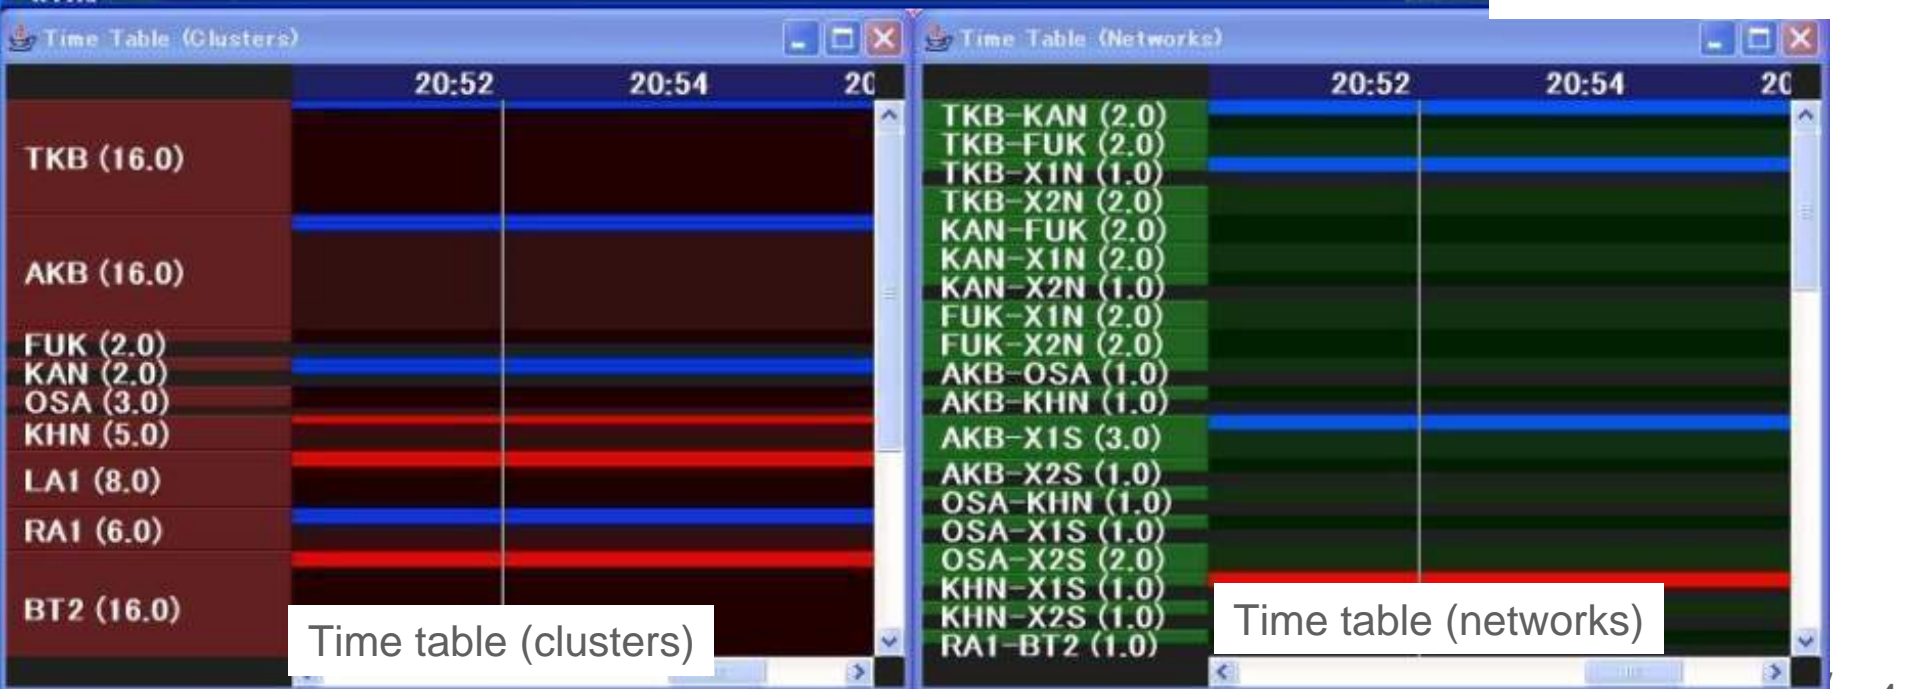 Time Table (Clusters)
20:52 20:54 20
TKB (16.0)
AKB (16.0)
FUK (2.0)
KAN (2.0)
OSA (3.0)
KHN (5.0)
LA1 (8.0)
RA1 (6.0)
BT2 (16.0)
Time table (clusters)
Time Table (Networks)
20:52 20:54 20
TKB-KAN (2.0)
TKB-FUK (2.0)
TKB-X1N (1.0)
TKB-X2N (2.0)
KAN-FUK (2.0)
KAN-X1N (2.0)
KAN-X2N (1.0)
FUK-X1N (2.0)
FUK-X2N (2.0)
AKB-OSA (1.0)
AKB-KHN (1.0)
AKB-X1S (3.0)
AKB-X2S (1.0)
OSA-KHN (1.0)
OSA-X1S (1.0)
OSA-X2S (2.0)
KHN-X1S (1.0)
KHN-X2S (1.0)
RA1-BT2 (1.0)
Time table (networks)